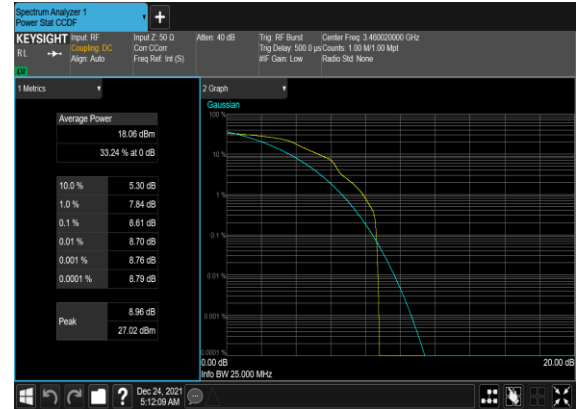 Spectrum Analyzer 1
Power Stat CCDF
+
KEYSIGHT
RL
LU
Input: RF
Coupling: DC
Align: Auto
Input Z: 50 Ω
Corr CCorr
Freq Ref: Int (S)
Atten: 40 dB
Trig: RF Burst
Trig Delay: 500.0 µs
#IF Gain: Low
Center Freq: 3.460020000 GHz
Counts: 1.00 M/1.00 Mpt
Radio Std: None
1 Metrics
Average Power
18.06 dBm
33.24 % at 0 dB
10.0 % 5.30 dB
1.0 % 7.84 dB
0.1 % 8.61 dB
0.01 % 8.70 dB
0.001 % 8.76 dB
0.0001 % 8.79 dB
Peak
8.96 dB
27.02 dBm
2 Graph
Gaussian
100 %
10 %
1 %
0.1 %
0.01 %
0.001 %
0.0001 %
0.00 dB
20.00 dB
Info BW 25.000 MHz
?
Dec 24, 2021
5:12:09 AM